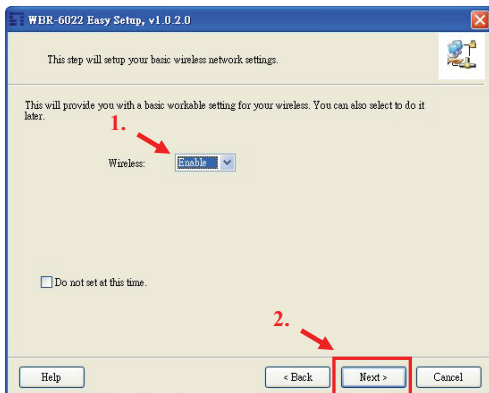 WBR-6022 Easy Setup, v1.0.2.0
This step will setup your basic wireless network settings.
This will provide you with a basic workable setting for your wireless. You can also select to do it
later.
1.
Wireless: Enable
Do not set at this time.
2.
Help < Back Next > Cancel